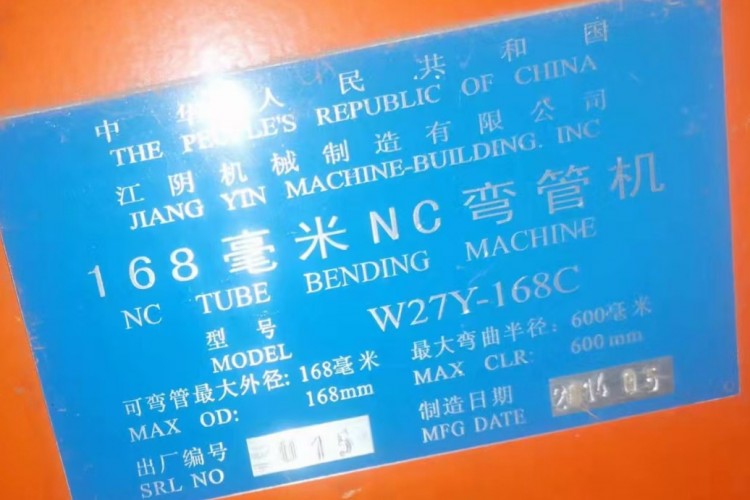 中华人民共和国
THE PEOPLE'S REPUBLIC OF CHINA
江阴机械制造有限公司
JIANG YIN MACHINE-BUILDING. INC
168毫米NC弯管机
NC TUBE BENDING MACHINE
型号 W27Y-168C
MODEL
可弯管最大外径: 168毫米 最大弯曲半径: 600毫米
MAX OD: 168mm MAX CLR: 600mm
出厂编号 015 制造日期 2014 05
SRL NO MFG DATE